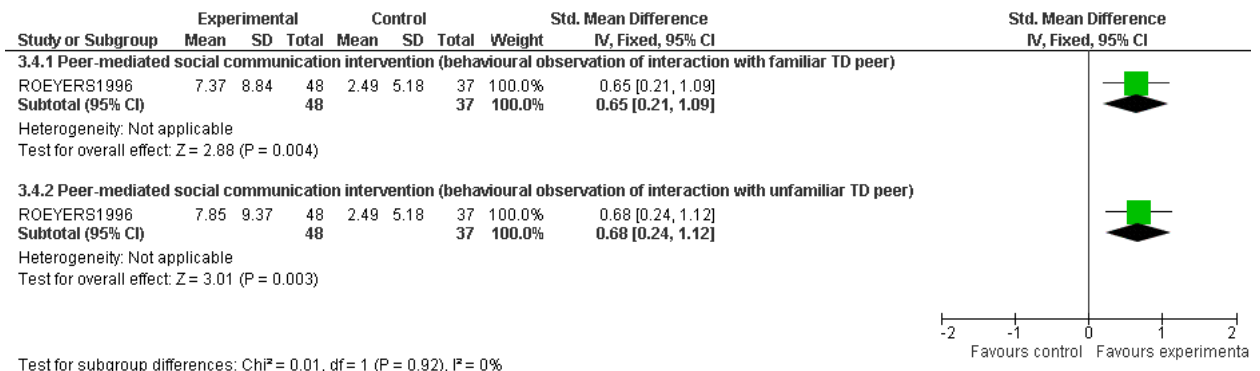 Experimental Control Std. Mean Difference Std. Mean Difference
Study or Subgroup Mean SD Total Mean SD Total Weight IV, Fixed, 95% CI IV, Fixed, 95% CI
3.4.1 Peer-mediated social communication intervention (behavioural observation of interaction with familiar TD peer)
ROEYERS1996 7.37 8.84 48 2.49 5.18 37 100.0% 0.65 [0.21, 1.09]
Subtotal (95% CI) 48 37 100.0% 0.65 [0.21, 1.09]
Heterogeneity: Not applicable
Test for overall effect: Z = 2.88 (P = 0.004)
3.4.2 Peer-mediated social communication intervention (behavioural observation of interaction with unfamiliar TD peer)
ROEYERS1996 7.85 9.37 48 2.49 5.18 37 100.0% 0.68 [0.24, 1.12]
Subtotal (95% CI) 48 37 100.0% 0.68 [0.24, 1.12]
Heterogeneity: Not applicable
Test for overall effect: Z = 3.01 (P = 0.003)
-2 -1 0 1 2
Favours control Favours experimenta
Test for subgroup differences: Chi² = 0.01, df = 1 (P = 0.92), I² = 0%